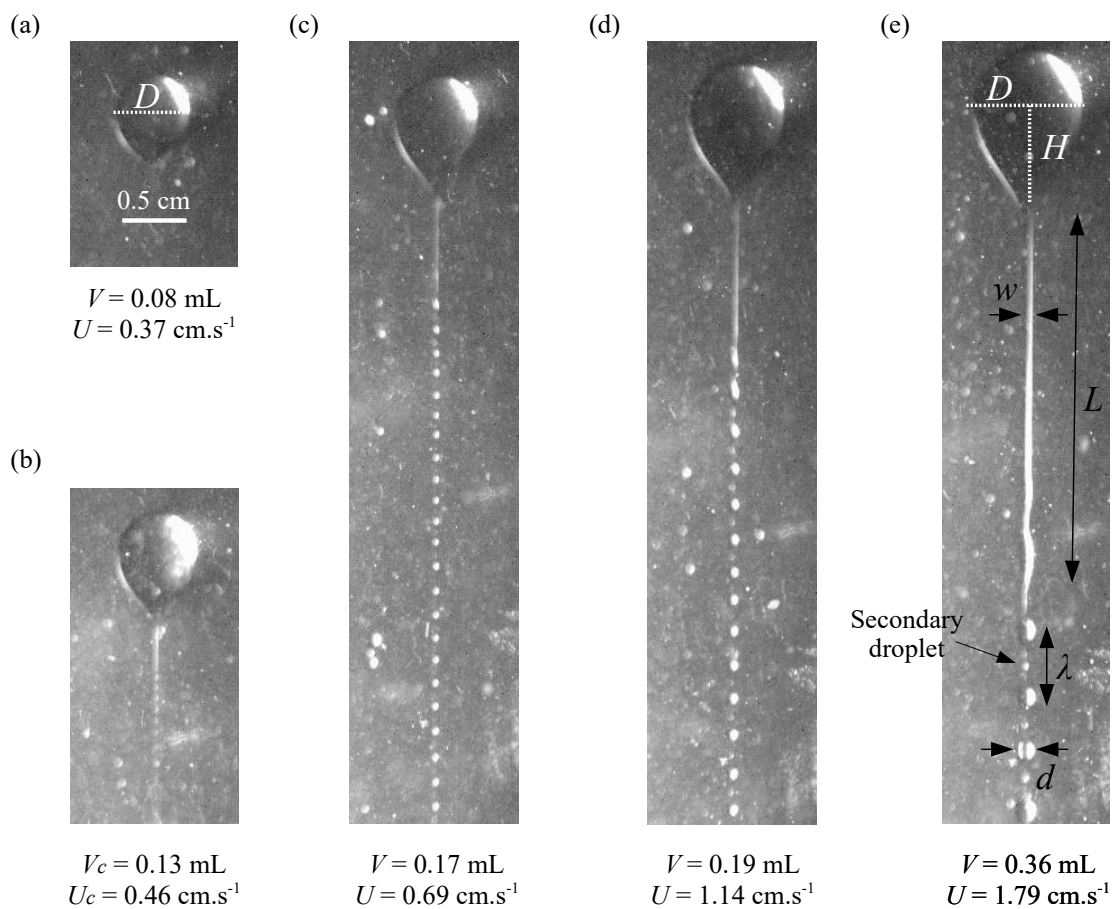 (a)
D
0.5 cm
V = 0.08 mL
U = 0.37 cm.s⁻¹
(b)
Vc = 0.13 mL
Uc = 0.46 cm.s⁻¹
(c)
V = 0.17 mL
U = 0.69 cm.s⁻¹
(d)
V = 0.19 mL
U = 1.14 cm.s⁻¹
(e)
D
H
w
L
Secondary
droplet
λ
d
V = 0.36 mL
U = 1.79 cm.s⁻¹